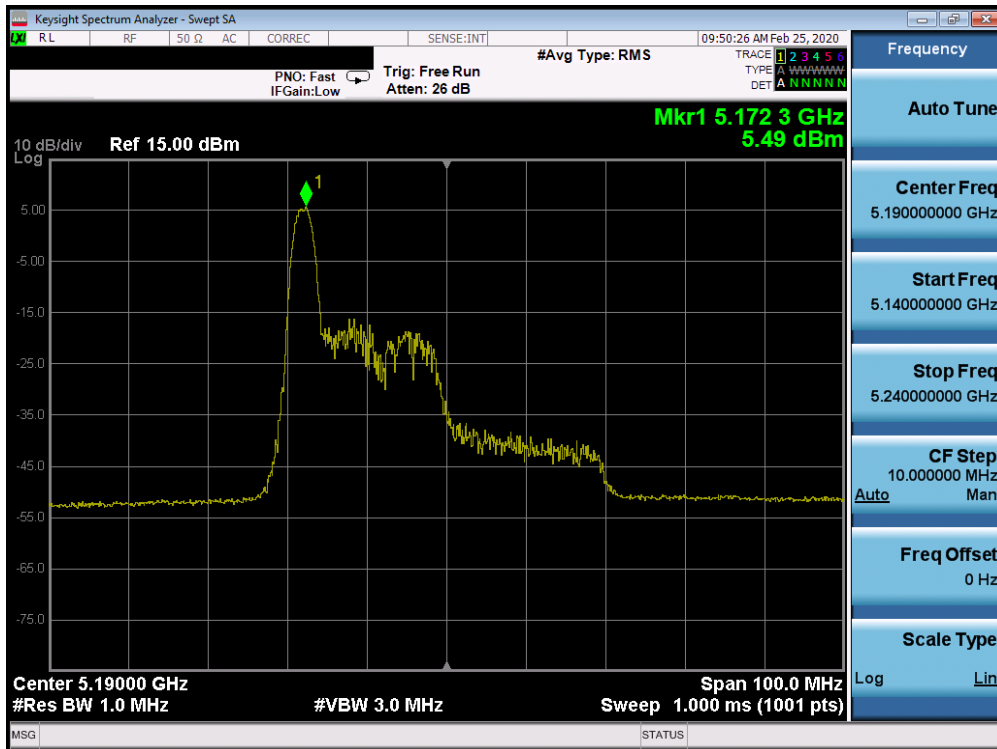 Keysight Spectrum Analyzer - Swept SA
LXI RL RF 50 Ω AC CORREC SENSE:INT 09:50:26 AM Feb 25, 2020
#Avg Type: RMS
TRACE 1 2 3 4 5 6
TYPE A WWWWW
DET A N N N N N
PNO: Fast
IFGain:Low
Trig: Free Run
Atten: 26 dB
Mkr1 5.172 3 GHz
5.49 dBm
10 dB/div Ref 15.00 dBm
Log
1
5.00
-5.00
-15.0
-25.0
-35.0
-45.0
-55.0
-65.0
-75.0
Center 5.19000 GHz Span 100.0 MHz
#Res BW 1.0 MHz #VBW 3.0 MHz Sweep 1.000 ms (1001 pts)
MSG STATUS
Frequency
Auto Tune
Center Freq
5.190000000 GHz
Start Freq
5.140000000 GHz
Stop Freq
5.240000000 GHz
CF Step
10.000000 MHz
Auto Man
Freq Offset
0 Hz
Scale Type
Log Lin